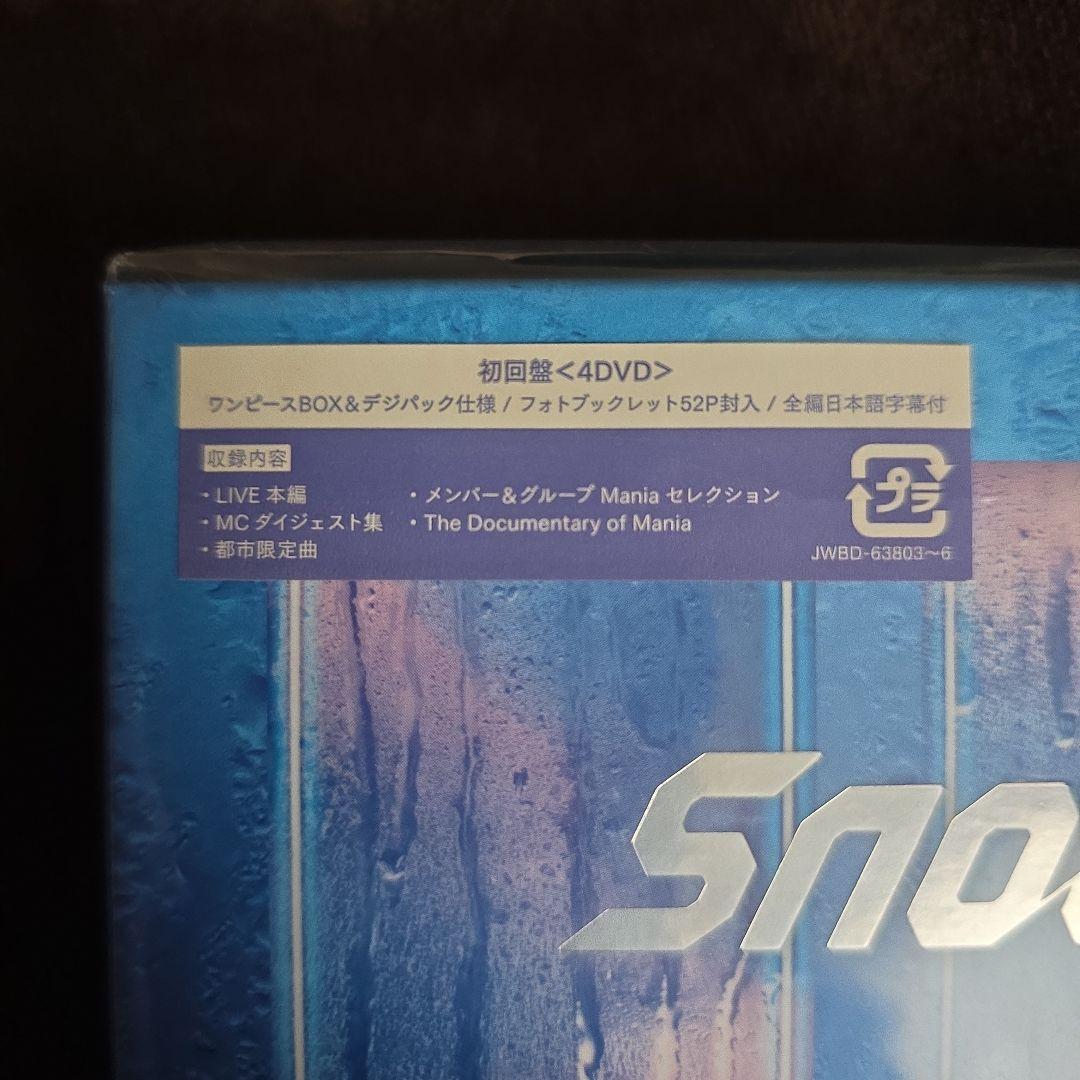 初回盤<4DVD>
ワンピースBOX&デジパック仕様 / フォトブックレット52P封入 / 全編日本語字幕付
収録内容
・LIVE 本編
・MC ダイジェスト集
・都市限定曲
・メンバー&グループ Mania セレクション
・The Documentary of Mania
プラ
JWBD-63803~6
Sno